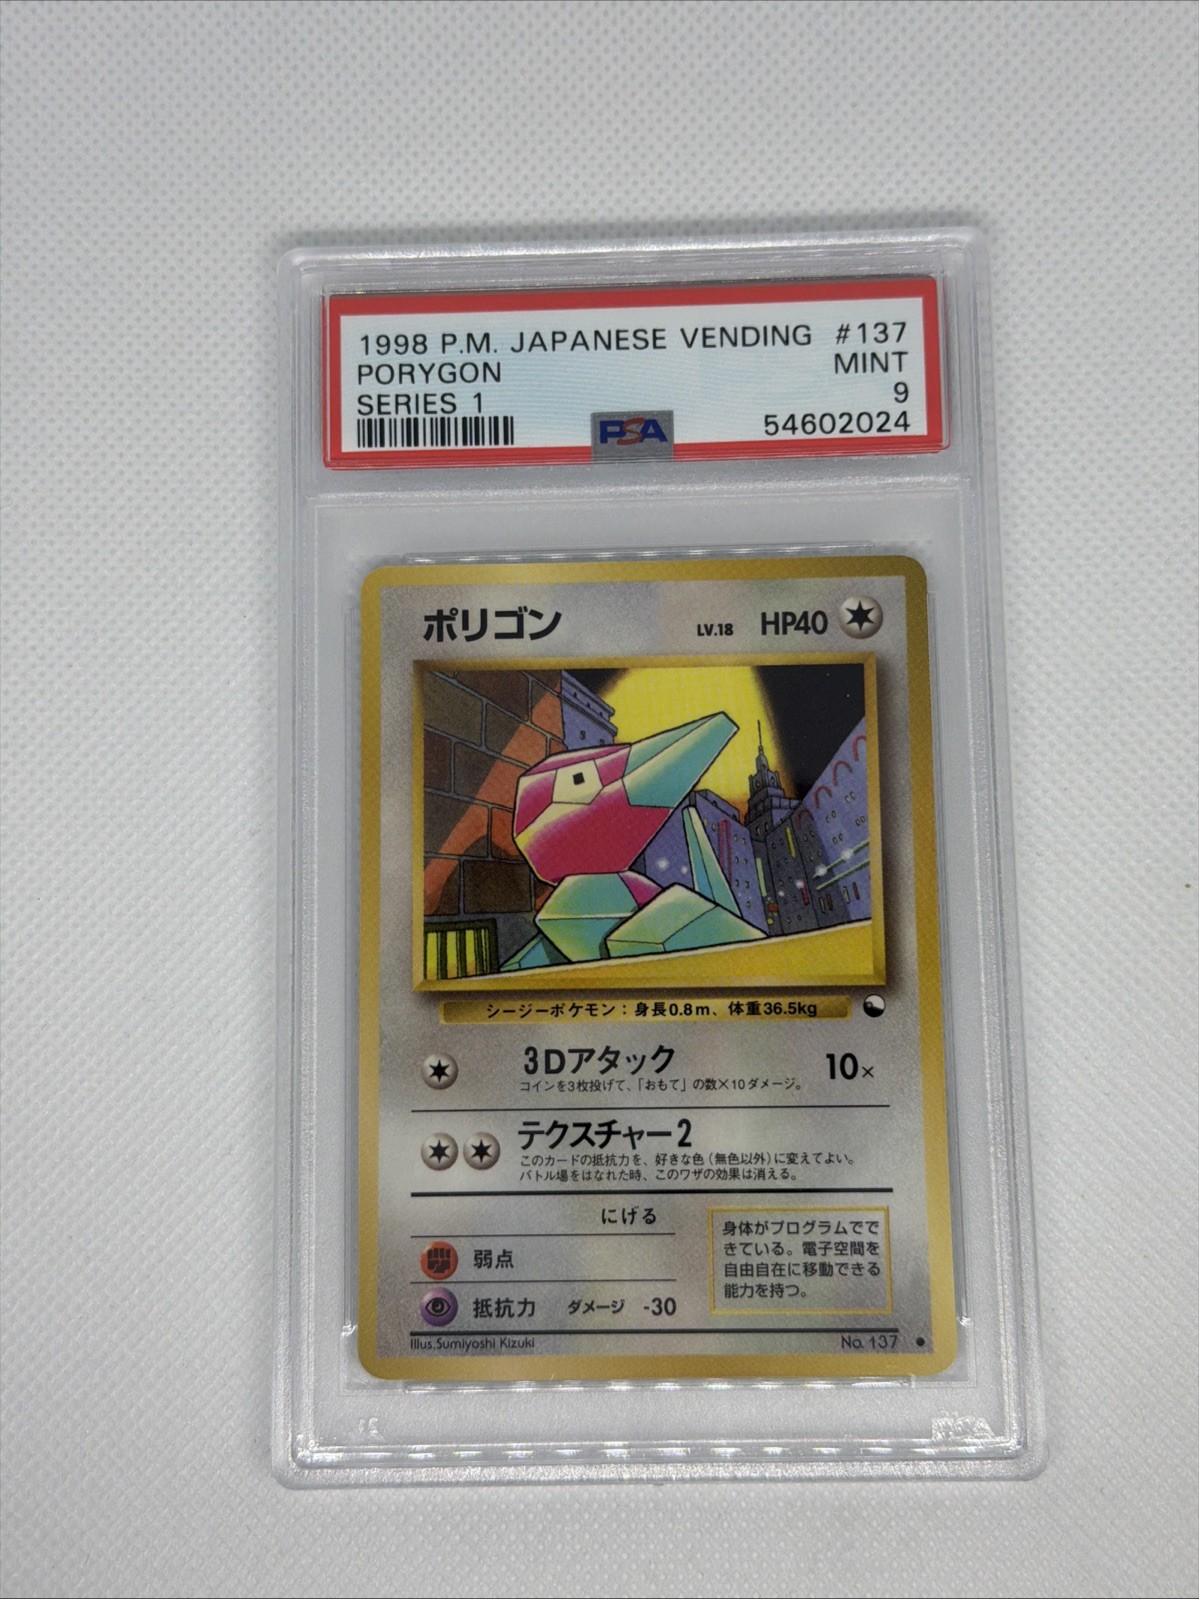 1998 P.M. JAPANESE VENDING #137
PORYGON MINT
SERIES 1 9
PSA 54602024
ポリゴン LV.18 HP40
シージーポケモン：身長0.8m、体重36.5kg
3Dアタック 10×
コインを3枚投げて、「おもて」の数×10ダメージ。
テクスチャー2
このカードの抵抗力を、好きな色（無色以外）に変えてよい。
バトル場をはなれた時、このワザの効果は消える。
にげる
弱点
抵抗力 ダメージ -30
身体がプログラムでで
きている。電子空間を
自由自在に移動できる
能力を持つ。
Illus.Sumiyoshi Kizuki No.137